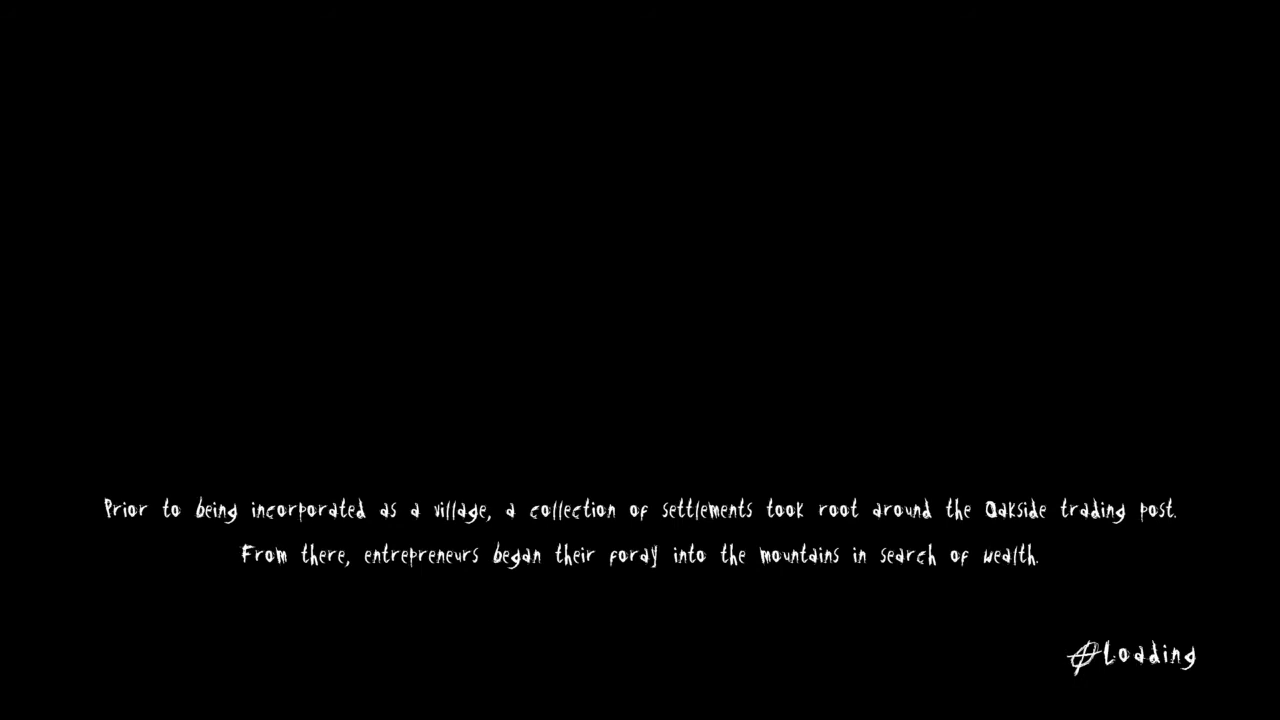 Prior to being incorporated as a village, a collection of settlements took root around the Oakside trading post.
From there, entrepreneurs began their foray into the mountains in search of wealth.
Loading